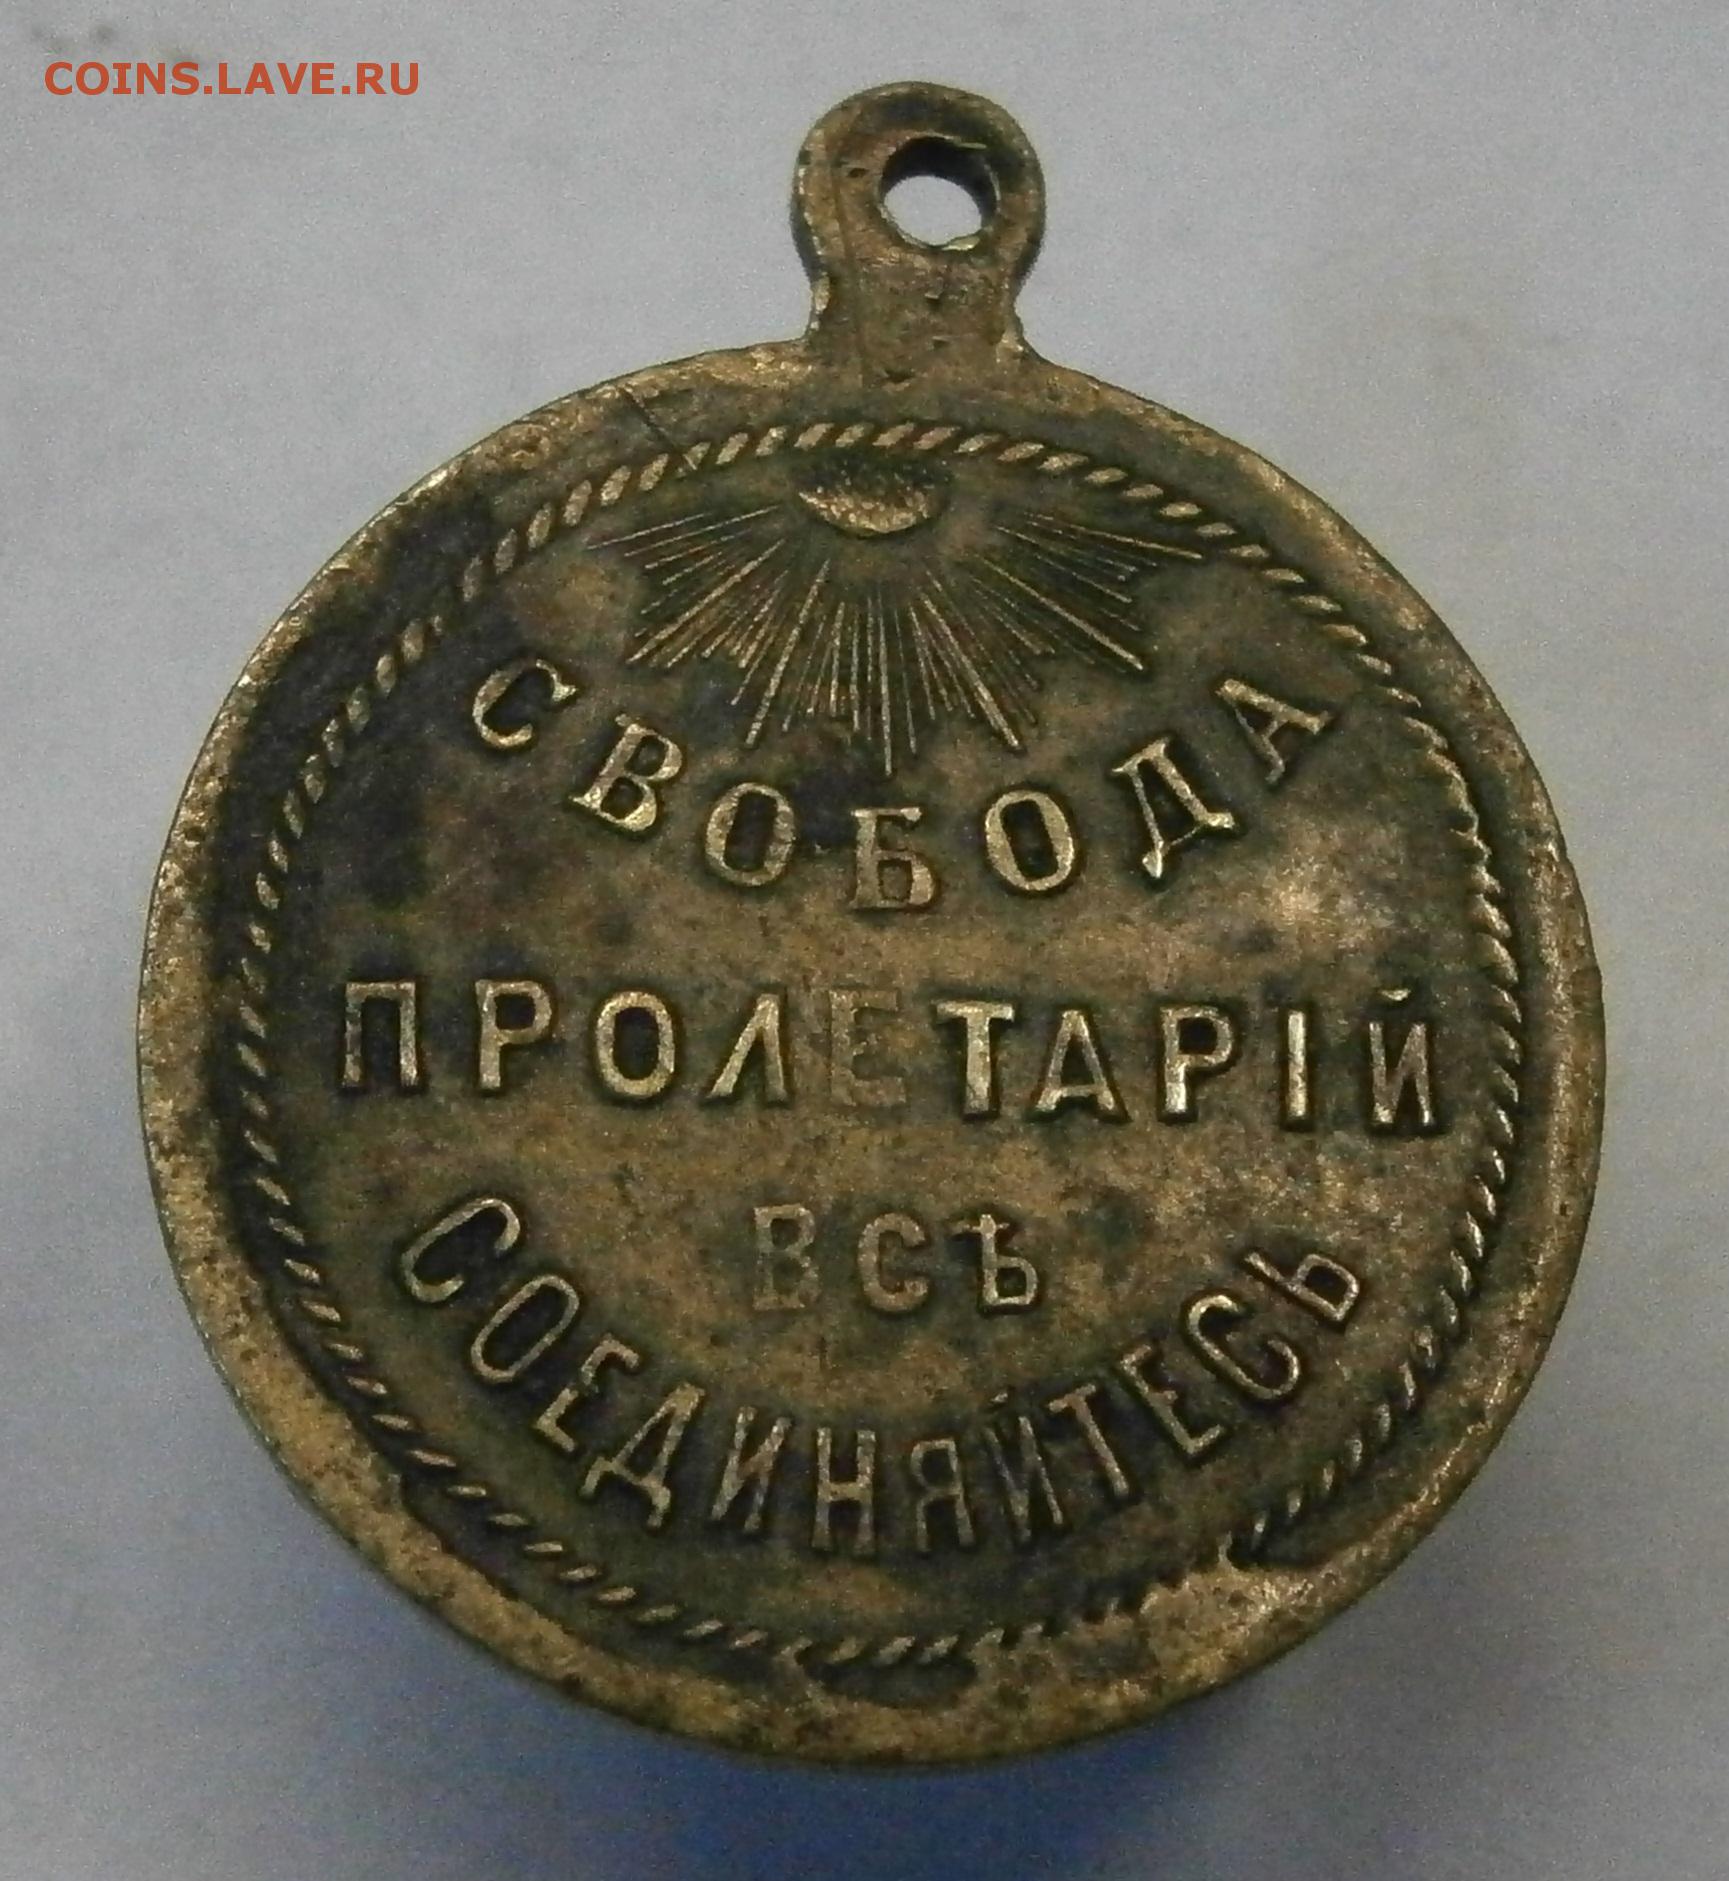 COINS.LAVE.RU
СВОБОДА
ПРОЛЕТАРІЙ
ВСѢ
СОЕДИНЯЙТЕСЬ